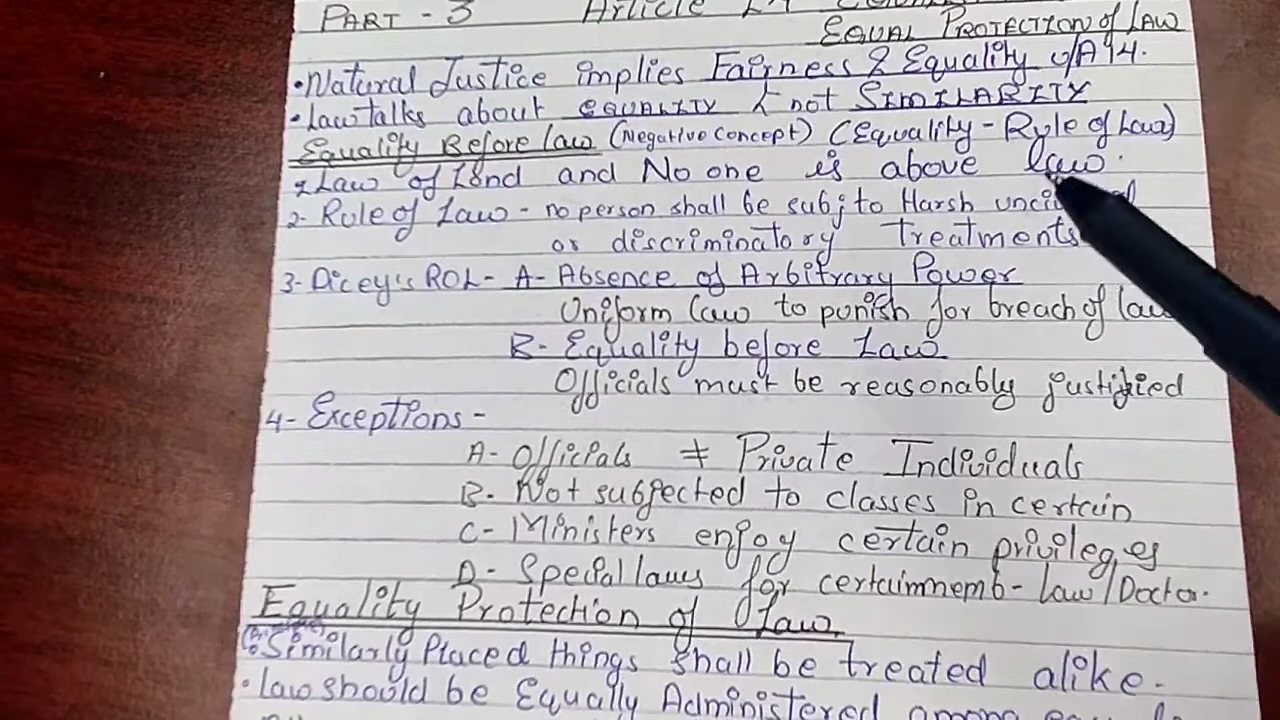 PART - 3 Article 14
EQUAL PROTECTION of LAW
• Natural Justice implies Fairness & Equality u/A 14.
• Law talks about EQUALITY & not SIMILARITY
Equality Before law (Negative concept) (Equality - Rule of Law)
1 Law of Land and No one is above law.
2- Rule of Law - no person shall be subj to Harsh
or discriminatory treatments
3- Dicey's ROL - A - Absence of Arbitrary Power
Uniform law to punish for breach of law
B - Equality before Law
Officials must be reasonably justified
4 - Exceptions -
A - Officials ≠ Private Individuals
B - Not subjected to classes in certain
C - Ministers enjoy certain privileges
D - Special laws for certain memb - law/Doctor.
Equality Protection of Law
• Similarly Placed things shall be treated alike.
• law should be Equally Administered among